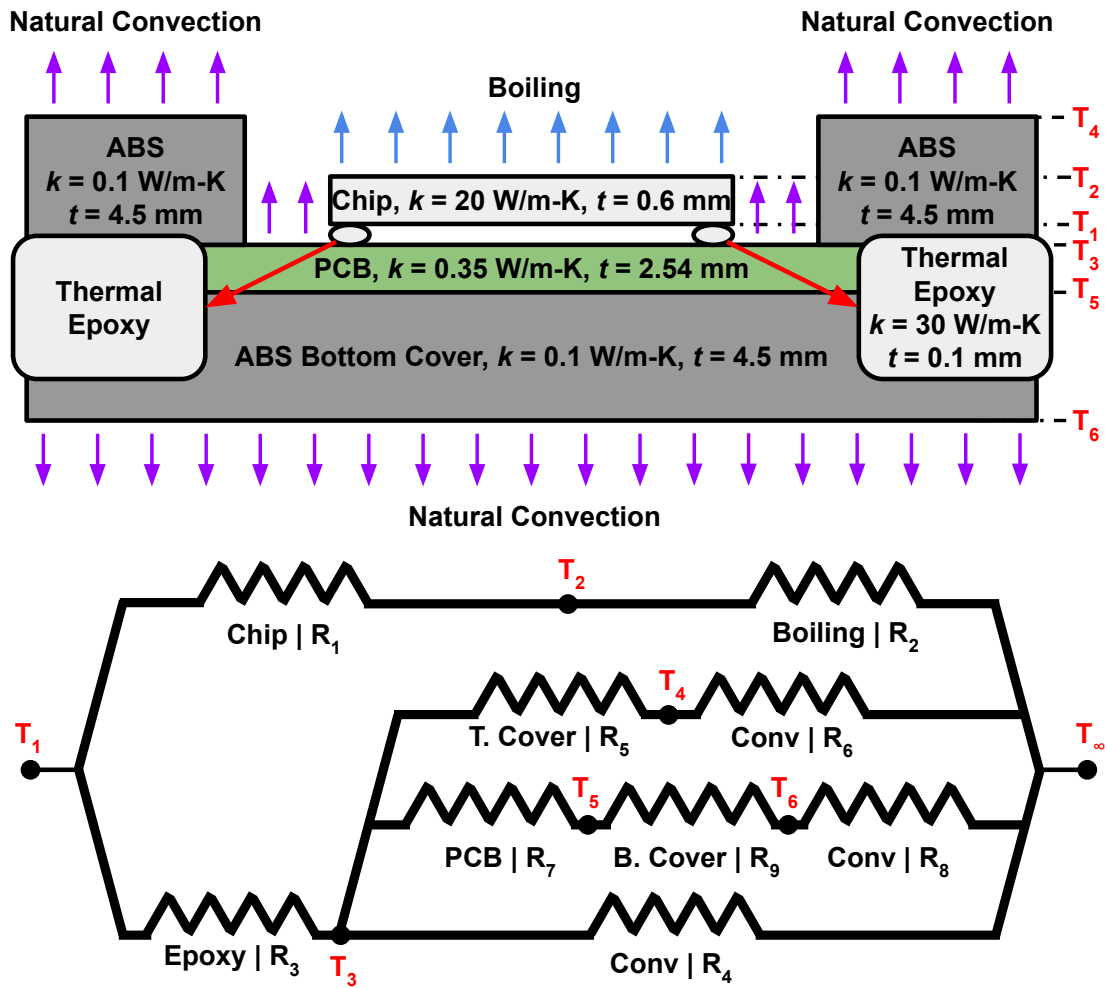 Natural Convection
Natural Convection
Boiling
ABS
k = 0.1 W/m-K
t = 4.5 mm
ABS
k = 0.1 W/m-K
t = 4.5 mm
T₄
T₂
Chip, k = 20 W/m-K, t = 0.6 mm
T₁
T₃
PCB, k = 0.35 W/m-K, t = 2.54 mm
T₅
Thermal
Epoxy
Thermal
Epoxy
k = 30 W/m-K
t = 0.1 mm
ABS Bottom Cover, k = 0.1 W/m-K, t = 4.5 mm
T₆
Natural Convection
T₂
Chip | R₁
Boiling | R₂
T₄
T. Cover | R₅
Conv | R₆
T₁
T∞
T₅
T₆
PCB | R₇
B. Cover | R₉
Conv | R₈
Epoxy | R₃
T₃
Conv | R₄